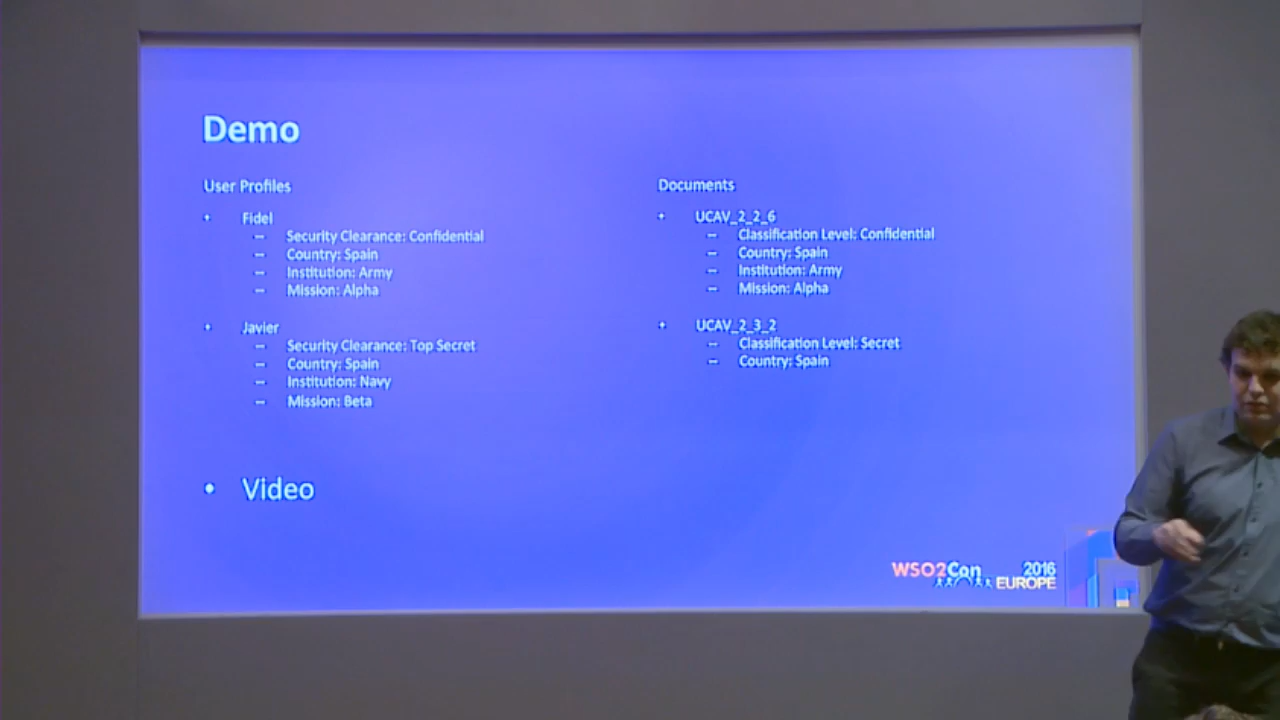 Demo
User Profiles
Fidel
Security Clearance: Confidential
Country: Spain
Institution: Army
Mission: Alpha
Javier
Security Clearance: Top Secret
Country: Spain
Institution: Navy
Mission: Beta
Video
Documents
UCAV_2_2_6
Classification Level: Confidential
Country: Spain
Institution: Army
Mission: Alpha
UCAV_2_3_2
Classification Level: Secret
Country: Spain
WSO2Con 2016
EUROPE